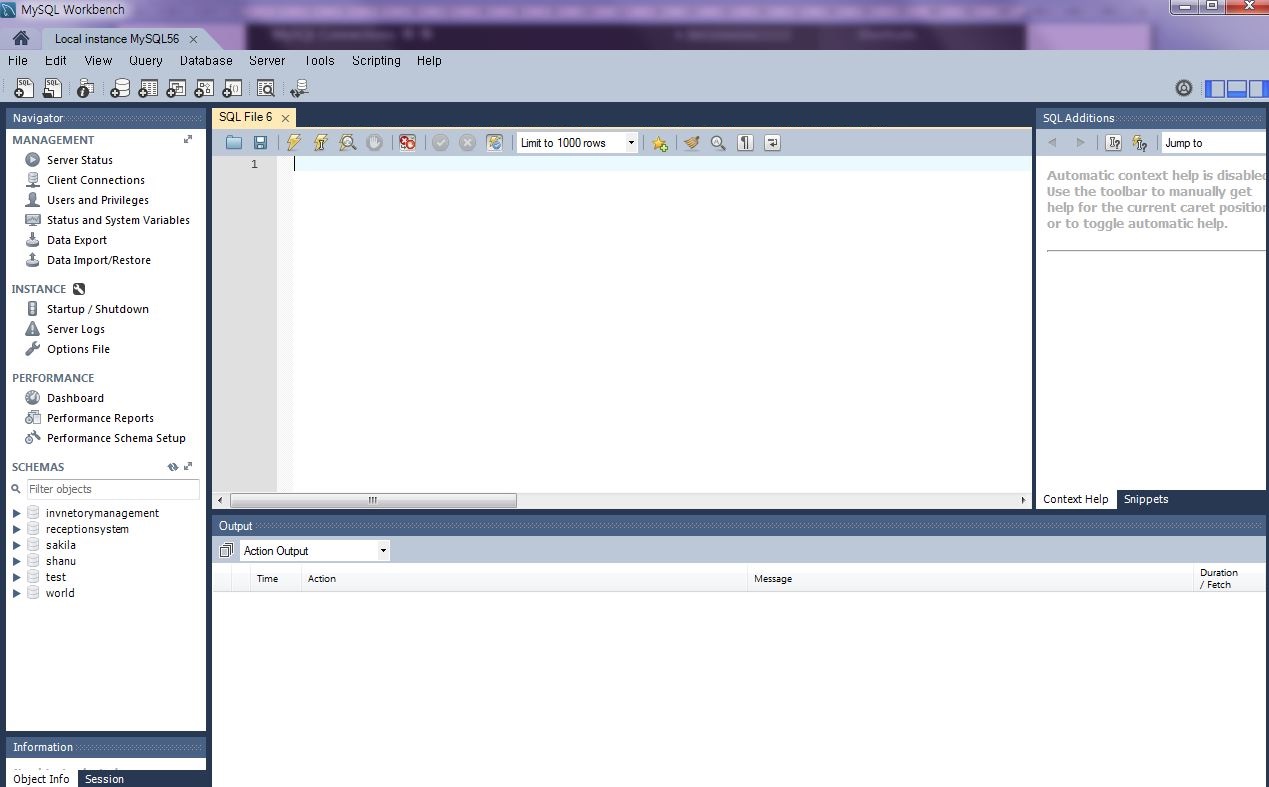 MySQL Workbench
Local instance MySQL56
File Edit View Query Database Server Tools Scripting Help
Navigator
MANAGEMENT
Server Status
Client Connections
Users and Privileges
Status and System Variables
Data Export
Data Import/Restore
INSTANCE
Startup / Shutdown
Server Logs
Options File
PERFORMANCE
Dashboard
Performance Reports
Performance Schema Setup
SCHEMAS
Filter objects
invnetorymanagement
receptionsystem
sakila
shanu
test
world
Information
Object Info Session
SQL File 6
Limit to 1000 rows
1
SQL Additions
Jump to
Automatic context help is disabled
Use the toolbar to manually get
help for the current caret position
or to toggle automatic help.
Context Help Snippets
Output
Action Output
Time Action Message Duration
/ Fetch